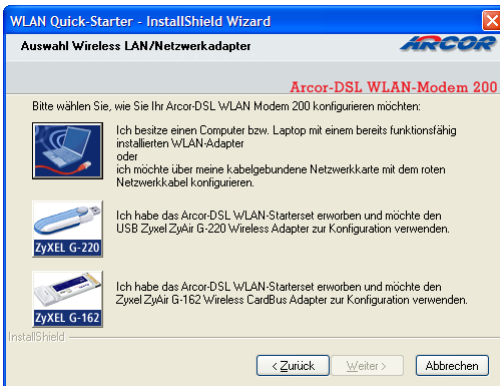 WLAN Quick-Starter - InstallShield Wizard
Auswahl Wireless LAN/Netzwerkadapter
ARCOR
Arcor-DSL WLAN-Modem 200
Bitte wählen Sie, wie Sie Ihr Arcor-DSL WLAN Modem 200 konfigurieren möchten:
Ich besitze einen Computer bzw. Laptop mit einem bereits funktionsfähig
installierten WLAN-Adapter
oder
ich möchte über meine kabelgebundene Netzwerkkarte mit dem roten
Netzwerkkabel konfigurieren.
Ich habe das Arcor-DSL WLAN-Starterset erworben und möchte den
USB Zyxel ZyAir G-220 Wireless Adapter zur Konfiguration verwenden.
ZyXEL G-220
Ich habe das Arcor-DSL WLAN-Starterset erworben und möchte den
Zyxel ZyAir G-162 Wireless CardBus Adapter zur Konfiguration verwenden.
ZyXEL G-162
InstallShield
< Zurück
Weiter >
Abbrechen